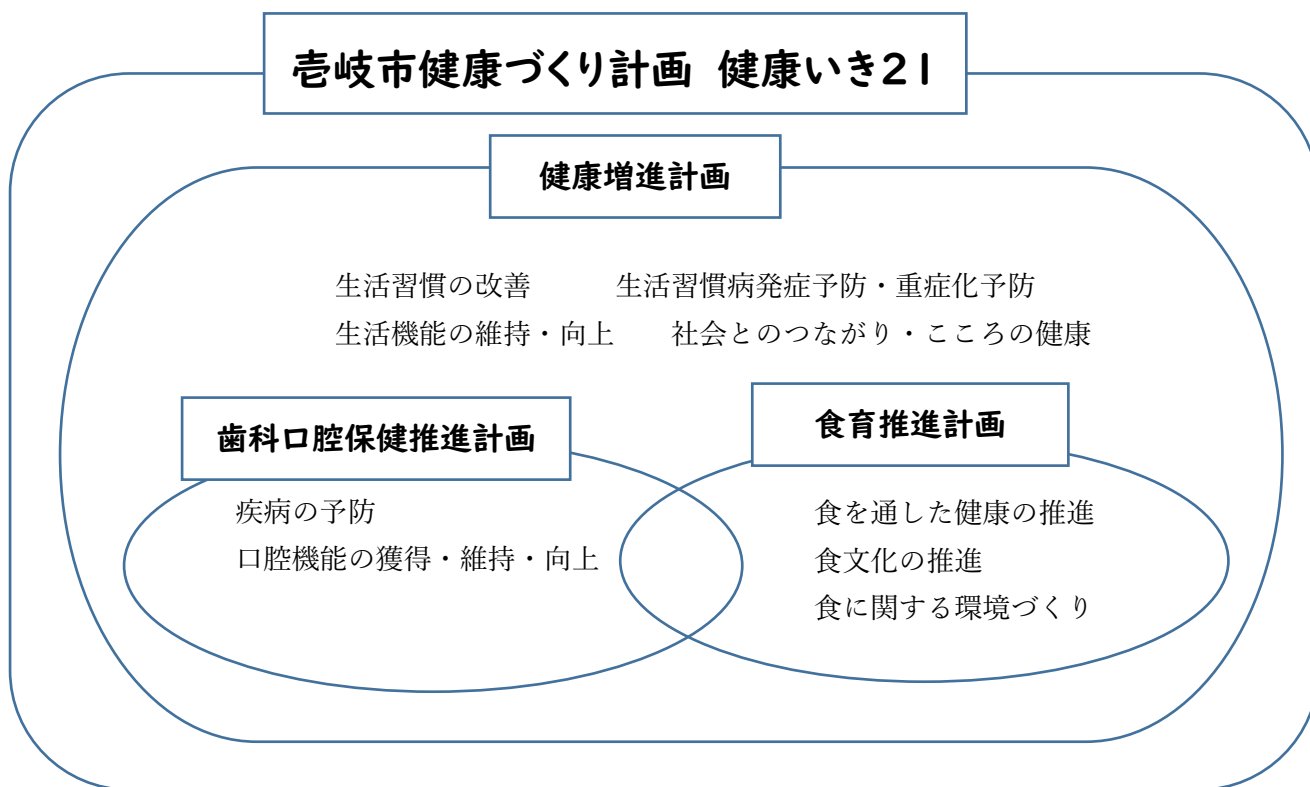 壱岐市健康づくり計画 健康いき21
健康増進計画
生活習慣の改善 生活習慣病発症予防・重症化予防
生活機能の維持・向上 社会とのつながり・こころの健康
歯科口腔保健推進計画
疾病の予防
口腔機能の獲得・維持・向上
食育推進計画
食を通した健康の推進
食文化の推進
食に関する環境づくり